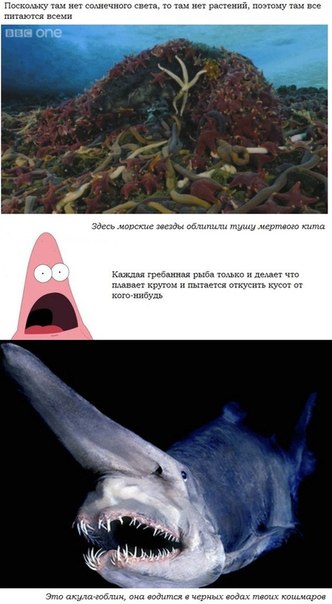 Поскольку там нет солнечного света, то там нет растений, поэтому там все
питаются всеми
BBC one
Здесь морские звезды облипили тушу мертвого кита
Каждая гребанная рыба только и делает что
плавает кругом и пытается откусить кусот от
кого-нибудь
Это акула-гоблин, она водится в черных водах твоих кошмаров